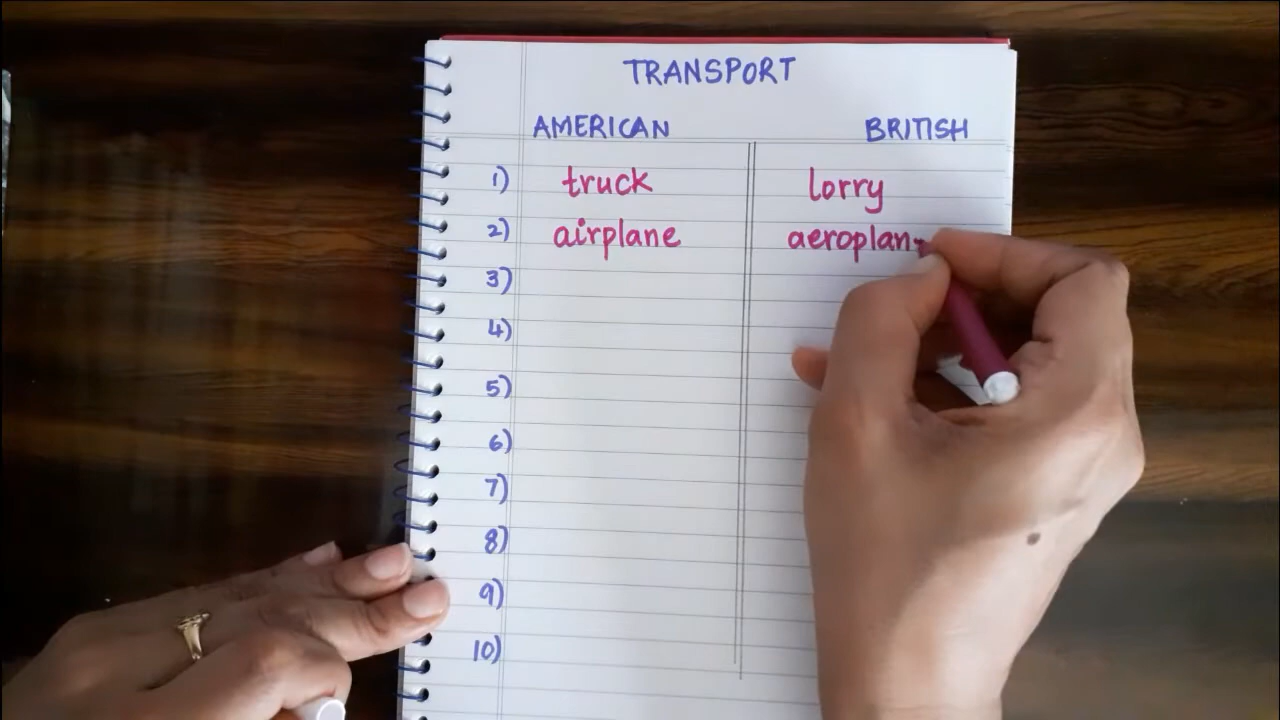 TRANSPORT
AMERICAN BRITISH
1) truck lorry
2) airplane aeroplan
3)
4)
5)
6)
7)
8)
9)
10)